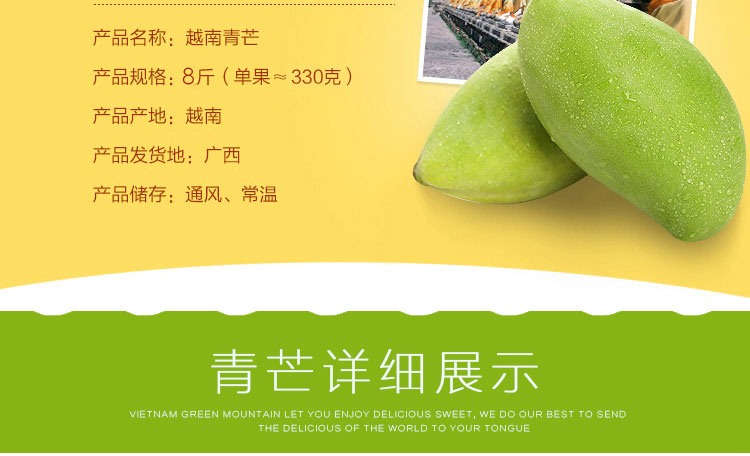 产品名称：越南青芒
产品规格：8斤（单果≈330克）
产品产地：越南
产品发货地：广西
产品储存：通风、常温
青芒详细展示
VIETNAM GREEN MOUNTAIN LET YOU ENJOY DELICIOUS SWEET, WE DO OUR BEST TO SEND
THE DELICIOUS OF THE WORLD TO YOUR TONGUE